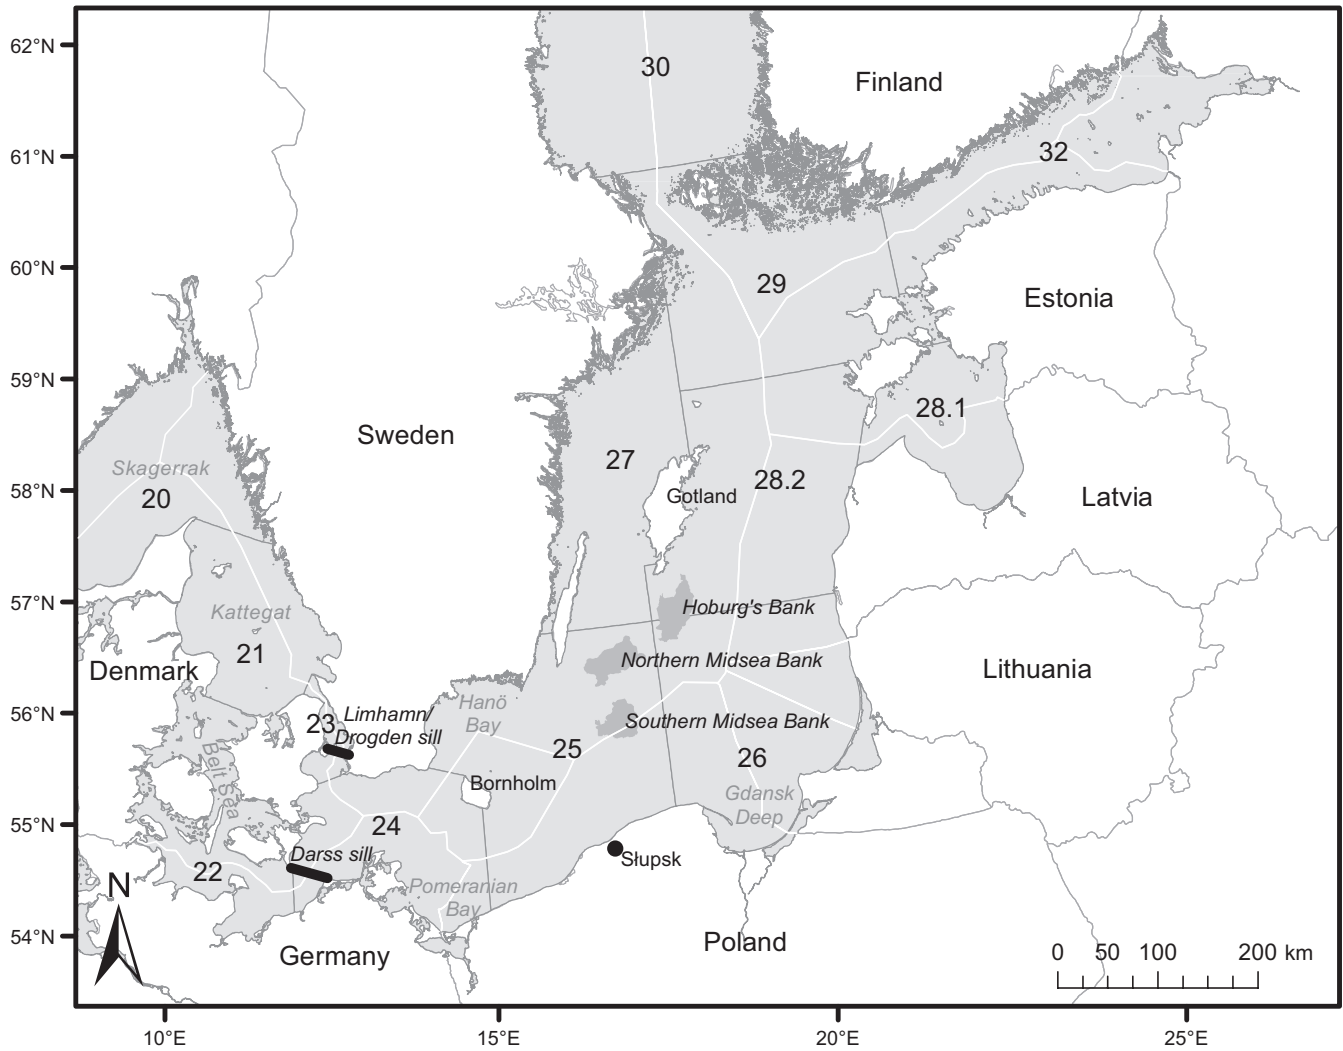 62°N
61°N
60°N
59°N
58°N
57°N
56°N
55°N
54°N
30
Finland
32
29
Estonia
28.1
Sweden
27
28.2
Skagerrak
20
Gotland
Latvia
Kattegat
21
Hoburg's Bank
Denmark
Northern Midsea Bank
Lithuania
Hanö
Bay
23
Limhamn/
Drogden sill
Southern Midsea Bank
25
26
Belt Sea
Bornholm
Gdansk
Deep
24
Darss sill
22
Słupsk
Pomeranian
Bay
N
Germany
Poland
0 50 100 200 km
10°E 15°E 20°E 25°E